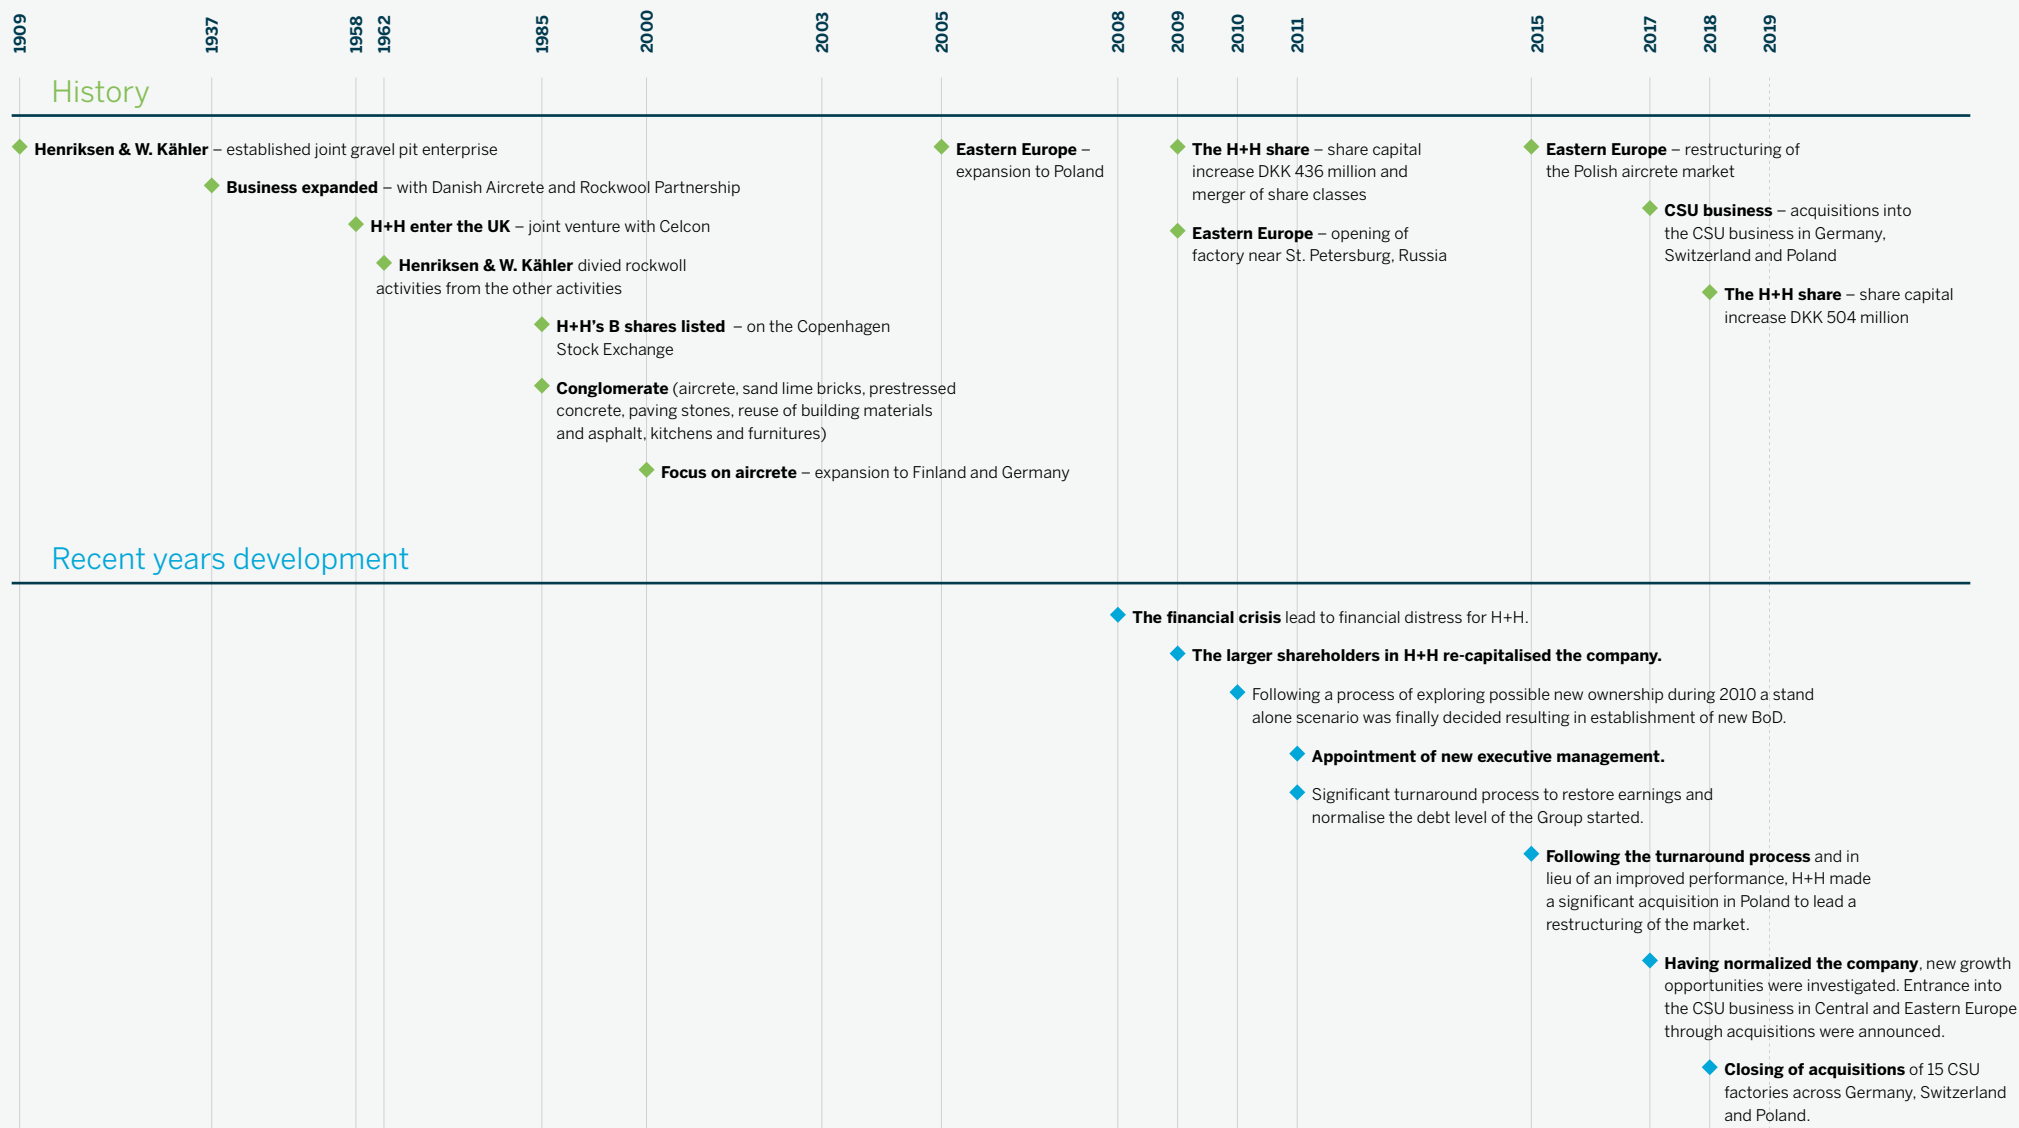 1909
1937
1958
1962
1985
2000
2003
2005
2008
2009
2010
2011
2015
2017
2018
2019
History
Henriksen & W. Kähler – established joint gravel pit enterprise
Business expanded – with Danish Aircrete and Rockwool Partnership
H+H enter the UK – joint venture with Celcon
Henriksen & W. Kähler divied rockwoll
activities from the other activities
H+H's B shares listed – on the Copenhagen
Stock Exchange
Conglomerate (aircrete, sand lime bricks, prestressed
concrete, paving stones, reuse of building materials
and asphalt, kitchens and furnitures)
Focus on aircrete – expansion to Finland and Germany
Eastern Europe –
expansion to Poland
The H+H share – share capital
increase DKK 436 million and
merger of share classes
Eastern Europe – opening of
factory near St. Petersburg, Russia
Eastern Europe – restructuring of
the Polish aircrete market
CSU business – acquisitions into
the CSU business in Germany,
Switzerland and Poland
The H+H share – share capital
increase DKK 504 million
Recent years development
The financial crisis lead to financial distress for H+H.
The larger shareholders in H+H re-capitalised the company.
Following a process of exploring possible new ownership during 2010 a stand
alone scenario was finally decided resulting in establishment of new BoD.
Appointment of new executive management.
Significant turnaround process to restore earnings and
normalise the debt level of the Group started.
Following the turnaround process and in
lieu of an improved performance, H+H made
a significant acquisition in Poland to lead a
restructuring of the market.
Having normalized the company, new growth
opportunities were investigated. Entrance into
the CSU business in Central and Eastern Europe
through acquisitions were announced.
Closing of acquisitions of 15 CSU
factories across Germany, Switzerland
and Poland.